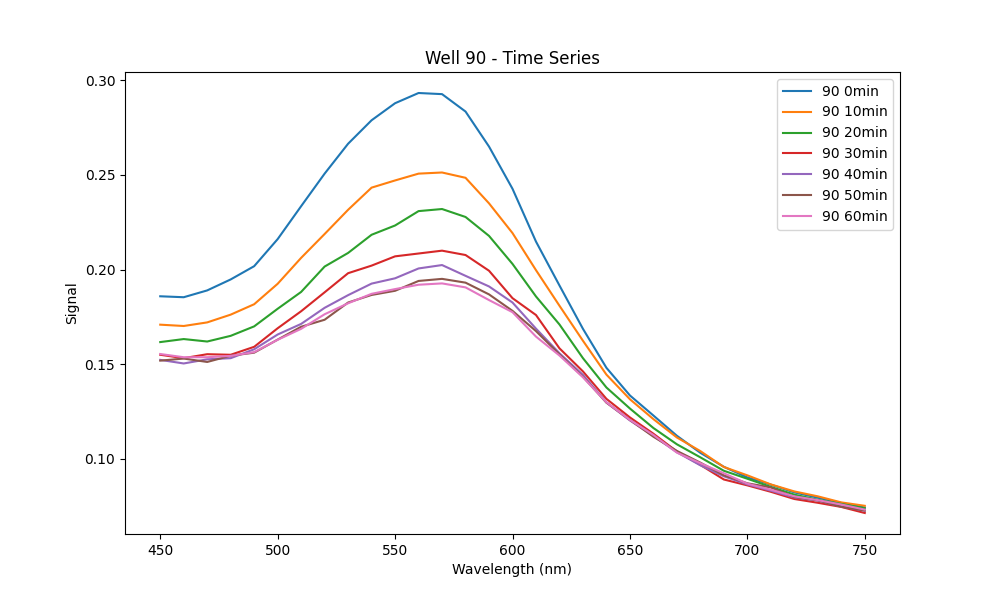 Well 90 - Time Series
0.30
0.25
0.20
0.15
0.10
Signal
90 0min
90 10min
90 20min
90 30min
90 40min
90 50min
90 60min
450 500 550 600 650 700 750
Wavelength (nm)